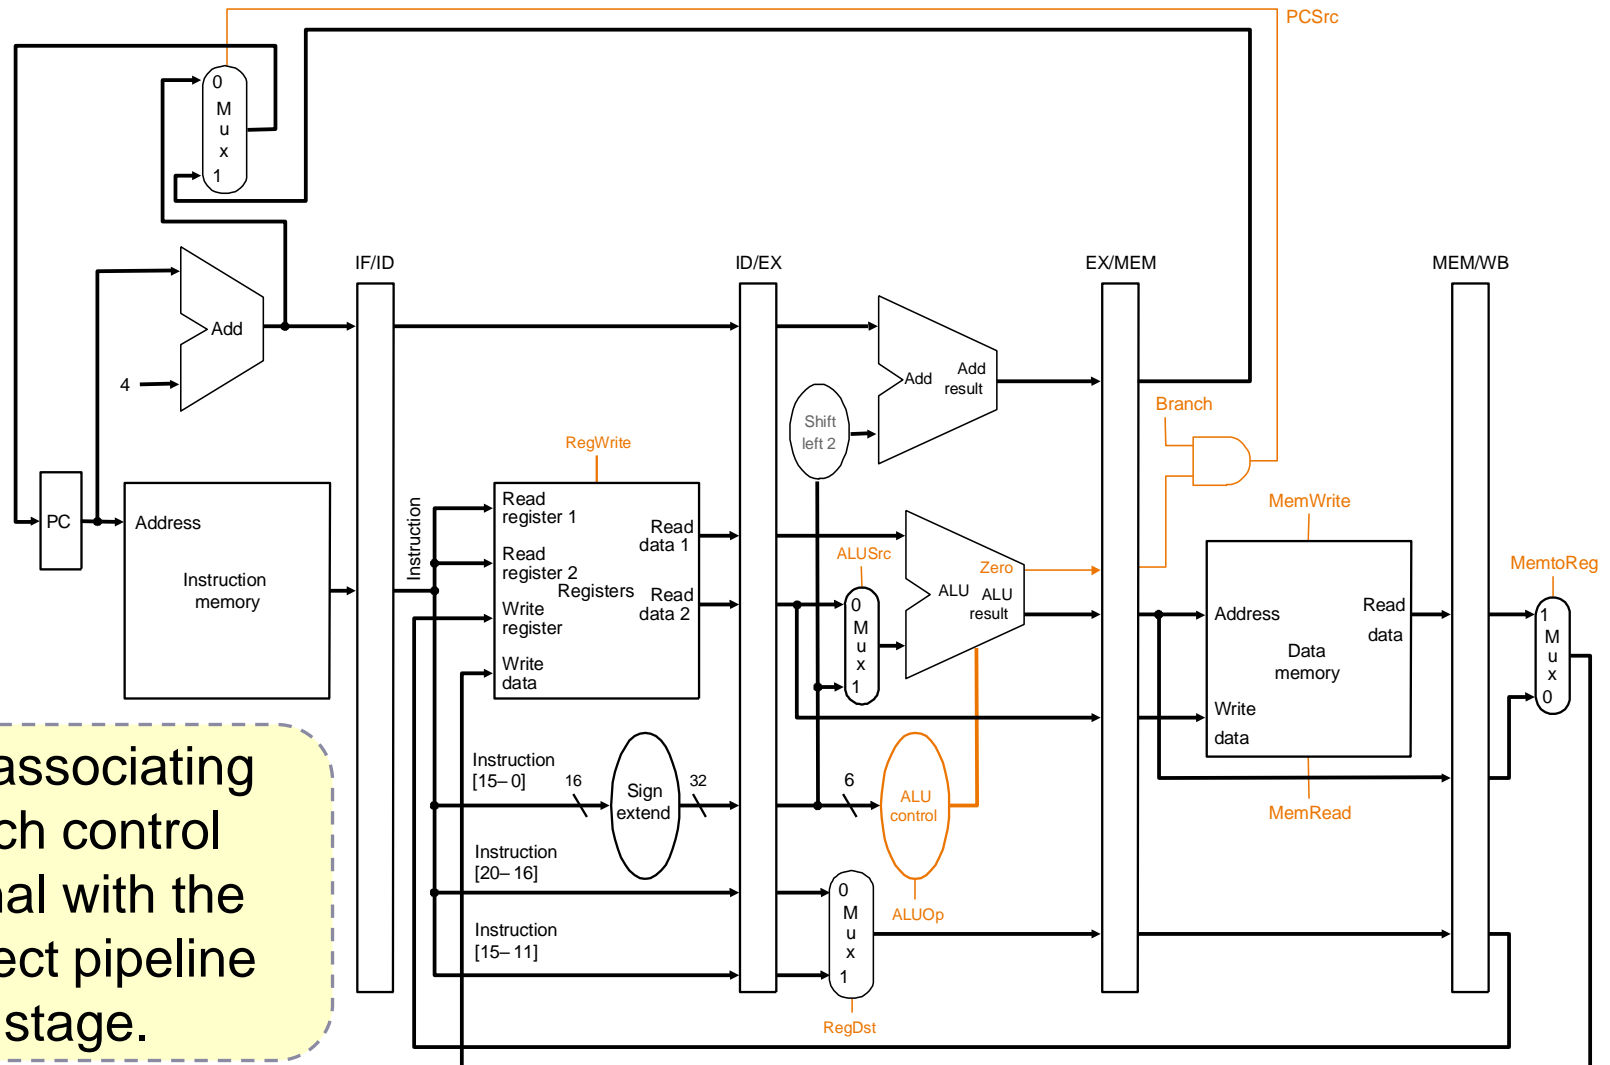 PCSrc
0
M
u
x
1
IF/ID
ID/EX
EX/MEM
MEM/WB
Add
4
Add
Add
result
Shift
left 2
Branch
RegWrite
PC
Address
Instruction
memory
Instruction
Read
register 1
Read
register 2
Write
register
Write
data
Registers
Read
data 1
Read
data 2
ALUSrc
0
M
u
x
1
Zero
ALU
ALU
result
MemWrite
Address
Read
data
Data
memory
Write
data
MemRead
MemtoReg
1
M
u
x
0
Instruction
[15–0]
16
Sign
extend
32
6
ALU
control
ALUOp
Instruction
[20–16]
Instruction
[15–11]
0
M
u
x
1
RegDst
associating
ch control
nal with the
ect pipeline
stage.